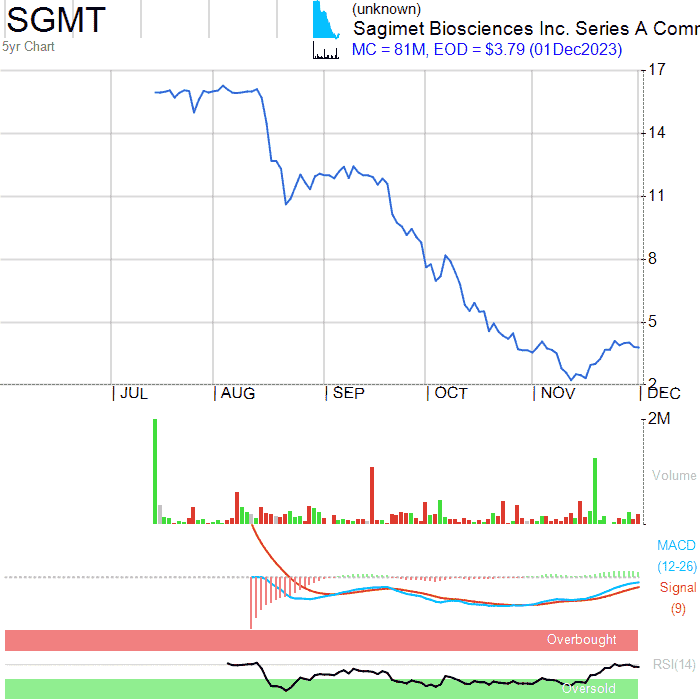 SGMT
(unknown)
Sagimet Biosciences Inc. Series A Comm
5yr Chart
MC = 81M, EOD = $3.79 (01Dec2023)
17
14
11
8
5
2
JUL AUG SEP OCT NOV DEC
2M
Volume
MACD
(12-26)
Signal
(9)
Overbought
RSI(14)
Oversold